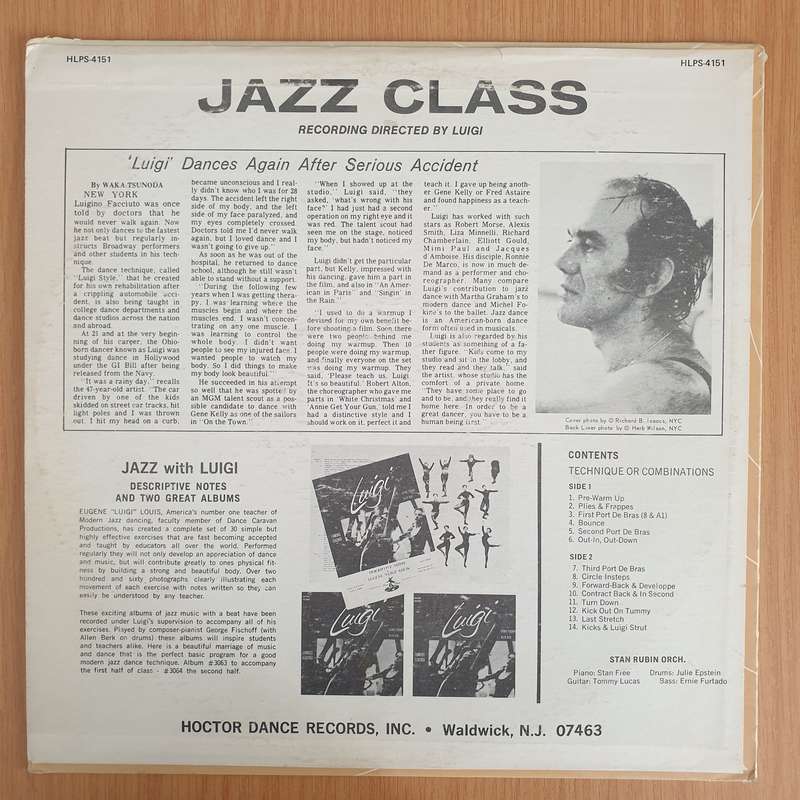 HLPS-4151
HLPS-4151
JAZZ CLASS
RECORDING DIRECTED BY LUIGI
'Luigi' Dances Again After Serious Accident
By WAKA TSUNODA
NEW YORK
Luigino Facciuto was once
told by doctors that he
would never walk again. Now
he not only dances to the fastest
jazz beat but regularly in-
structs Broadway performers
and other students in his tech-
nique.
The dance technique, called
"Luigi Style," that he created
for his own rehabilitation after
a crippling automobile acci-
dent, is also being taught in
college dance departments and
dance studios across the nation
and abroad.
At 21 and at the very begin-
ning of his career, the Ohio-
born dancer known as Luigi was
studying dance in Hollywood
under the GI Bill after being
released from the Navy.
"It was a rainy day," recalls
the 47-year-old artist. "The car
driven by one of the kids
skidded on street car tracks, hit
light poles and I was thrown
out. I hit my head on a curb,
became unconscious and I real-
ly didn't know who I was for 28
days. The accident left the right
side of my body, and the left
side of my face paralyzed, and
my eyes completely crossed.
Doctors told me I'd never walk
again, but I loved dance and I
wasn't going to give up."
As soon as he was out of the
hospital, he returned to dance
school, although he still wasn't
able to stand without a support.
"During the following few
years when I was getting thera-
py, I was learning where the
muscles begin and where the
muscles end. I wasn't concen-
trating on any one muscle. I
was learning to control the
whole body. I didn't want
people to see my injured face. I
wanted people to watch my
body. So I did things to make
my body look beautiful."
He succeeded in his attempt
so well that he was spotted by
an MGM talent scout as a pos-
sible candidate to dance with
Gene Kelly as one of the sailors
in "On the Town."
"When I showed up at the
studio," Luigi said, "they
asked, 'what's wrong with his
face?' I had just had a second
operation on my right eye and it
was red. The talent scout had
seen me on the stage, noticed
my body, but hadn't noticed my
face."
Luigi didn't get the particular
part, but Kelly, impressed with
his dancing, gave him a part in
the film, and also in "An Amer-
ican in Paris" and "Singin' in
the Rain."
"I used to do a warmup I
devised for my own benefit be-
fore shooting a film. Soon there
were two people behind me
doing my warmup. Then 10
people were doing my warmup,
and finally everyone on the set
was doing my warmup. They
said, 'Please teach us, Luigi.
It's so beautiful.' Robert Alton,
the choreographer who gave me
parts in 'White Christmas' and
'Annie Get Your Gun, told me I
had a distinctive style and I
should work on it, perfect it and
teach it. I gave up being anoth-
er Gene Kelly or Fred Astaire
and found happiness as a teach-
er."
Luigi has worked with such
stars as Robert Morse, Alexis
Smith, Liza Minnelli, Richard
Chamberlain, Elliott Gould,
Mimi Paul and Jacques
d'Amboise. His disciple, Ronnie
De Marco, is now in much de-
mand as a performer and cho-
reographer. Many compare
Luigi's contribution to jazz
dance with Martha Graham's to
modern dance and Michel Fo-
kine's to the ballet. Jazz dance
is an American-born dance
form often used in musicals.
Luigi is also regarded by his
students as something of a fa-
ther figure. "Kids come to my
studio and sit in the lobby, and
they read and they talk," said
the artist, whose studio has the
comfort of a private home.
"They have some place to go
and to be, and they really find it
home here. In order to be a
great dancer, you have to be a
human being first."
Cover photo by © Richard B. Isaacs, NYC
Back Liner photo by © Herb Wilson, NYC
JAZZ with LUIGI
DESCRIPTIVE NOTES
AND TWO GREAT ALBUMS
EUGENE "LUIGI" LOUIS, America's number one teacher of
Modern Jazz dancing, faculty member of Dance Caravan
Productions, has created a complete set of 30 simple but
highly effective exercises that are fast becoming accepted
and taught by educators all over the world. Performed
regularly they will not only develop an appreciation of dance
and music, but will contribute greatly to ones physical fit-
ness by building a strong and beautiful body. Over two
hundred and sixty photographs clearly illustrating each
movement of each exercise with notes written so they can
easily be understood by any teacher.
These exciting albums of jazz music with a beat have been
recorded under Luigi's supervision to accompany all of his
exercises. Played by composer-pianist George Fischoff (with
Allen Berk on drums) these albums will inspire students
and teachers alike. Here is a beautiful marriage of music
and dance that is the perfect basic program for a good
modern jazz dance technique. Album #3063 to accompany
the first half of class - #3064 the second half.
Luigi
Luigi
Luigi
CONTENTS
TECHNIQUE OR COMBINATIONS
SIDE 1
1. Pre-Warm Up
2. Plies & Frappes
3. First Port De Bras (8 & A1)
4. Bounce
5. Second Port De Bras
6. Out-In, Out-Down
SIDE 2
7. Third Port De Bras
8. Circle Insteps
9. Forward-Back & Developpe
10. Contract Back & In Second
11. Turn Down
12. Kick Out On Tummy
13. Last Stretch
14. Kicks & Luigi Strut
STAN RUBIN ORCH.
Piano: Stan Free Drums: Julie Epstein
Guitar: Tommy Lucas Bass: Ernie Furtado
HOCTOR DANCE RECORDS, INC. • Waldwick, N.J. 07463